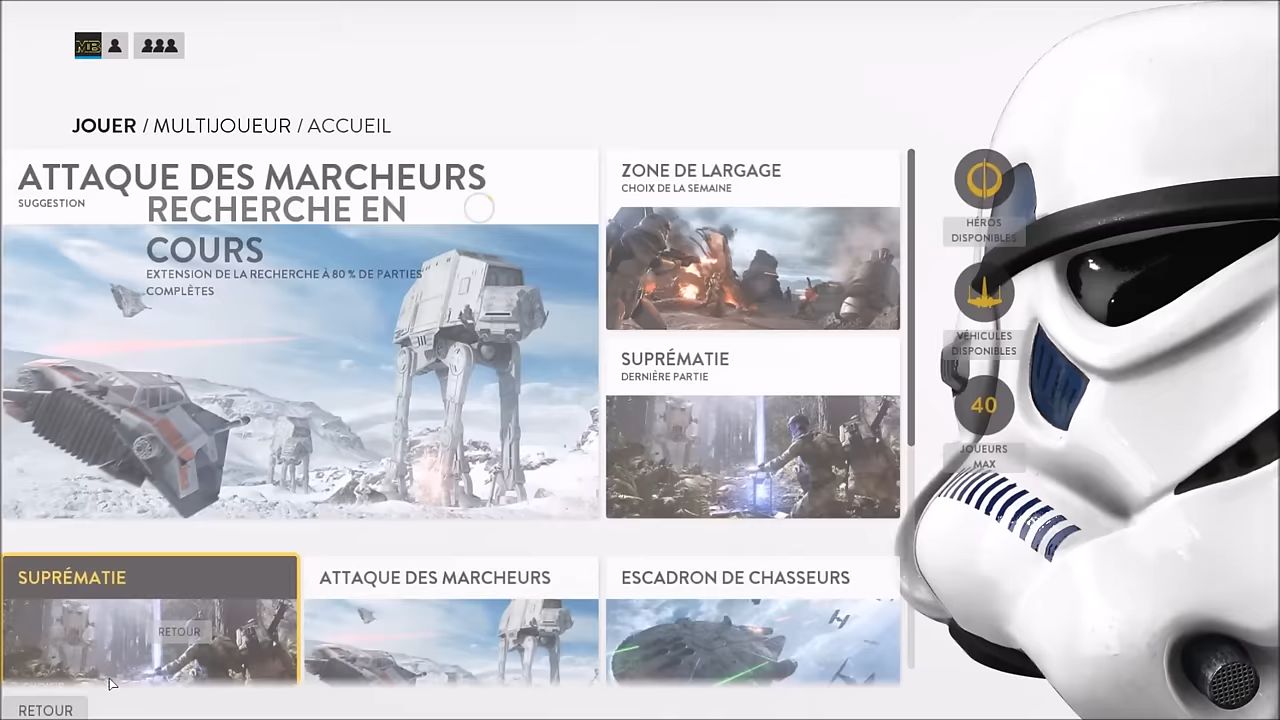 MB
JOUER / MULTIJOUEUR / ACCUEIL
ATTAQUE DES MARCHEURS
SUGGESTION
RECHERCHE EN
COURS
EXTENSION DE LA RECHERCHE À 80 % DE PARTIES
COMPLÈTES
ZONE DE LARGAGE
CHOIX DE LA SEMAINE
SUPRÉMATIE
DERNIÈRE PARTIE
HÉROS
DISPONIBLES
VÉHICULES
DISPONIBLES
40
JOUEURS
MAX
SUPRÉMATIE
ATTAQUE DES MARCHEURS
ESCADRON DE CHASSEURS
RETOUR
RETOUR